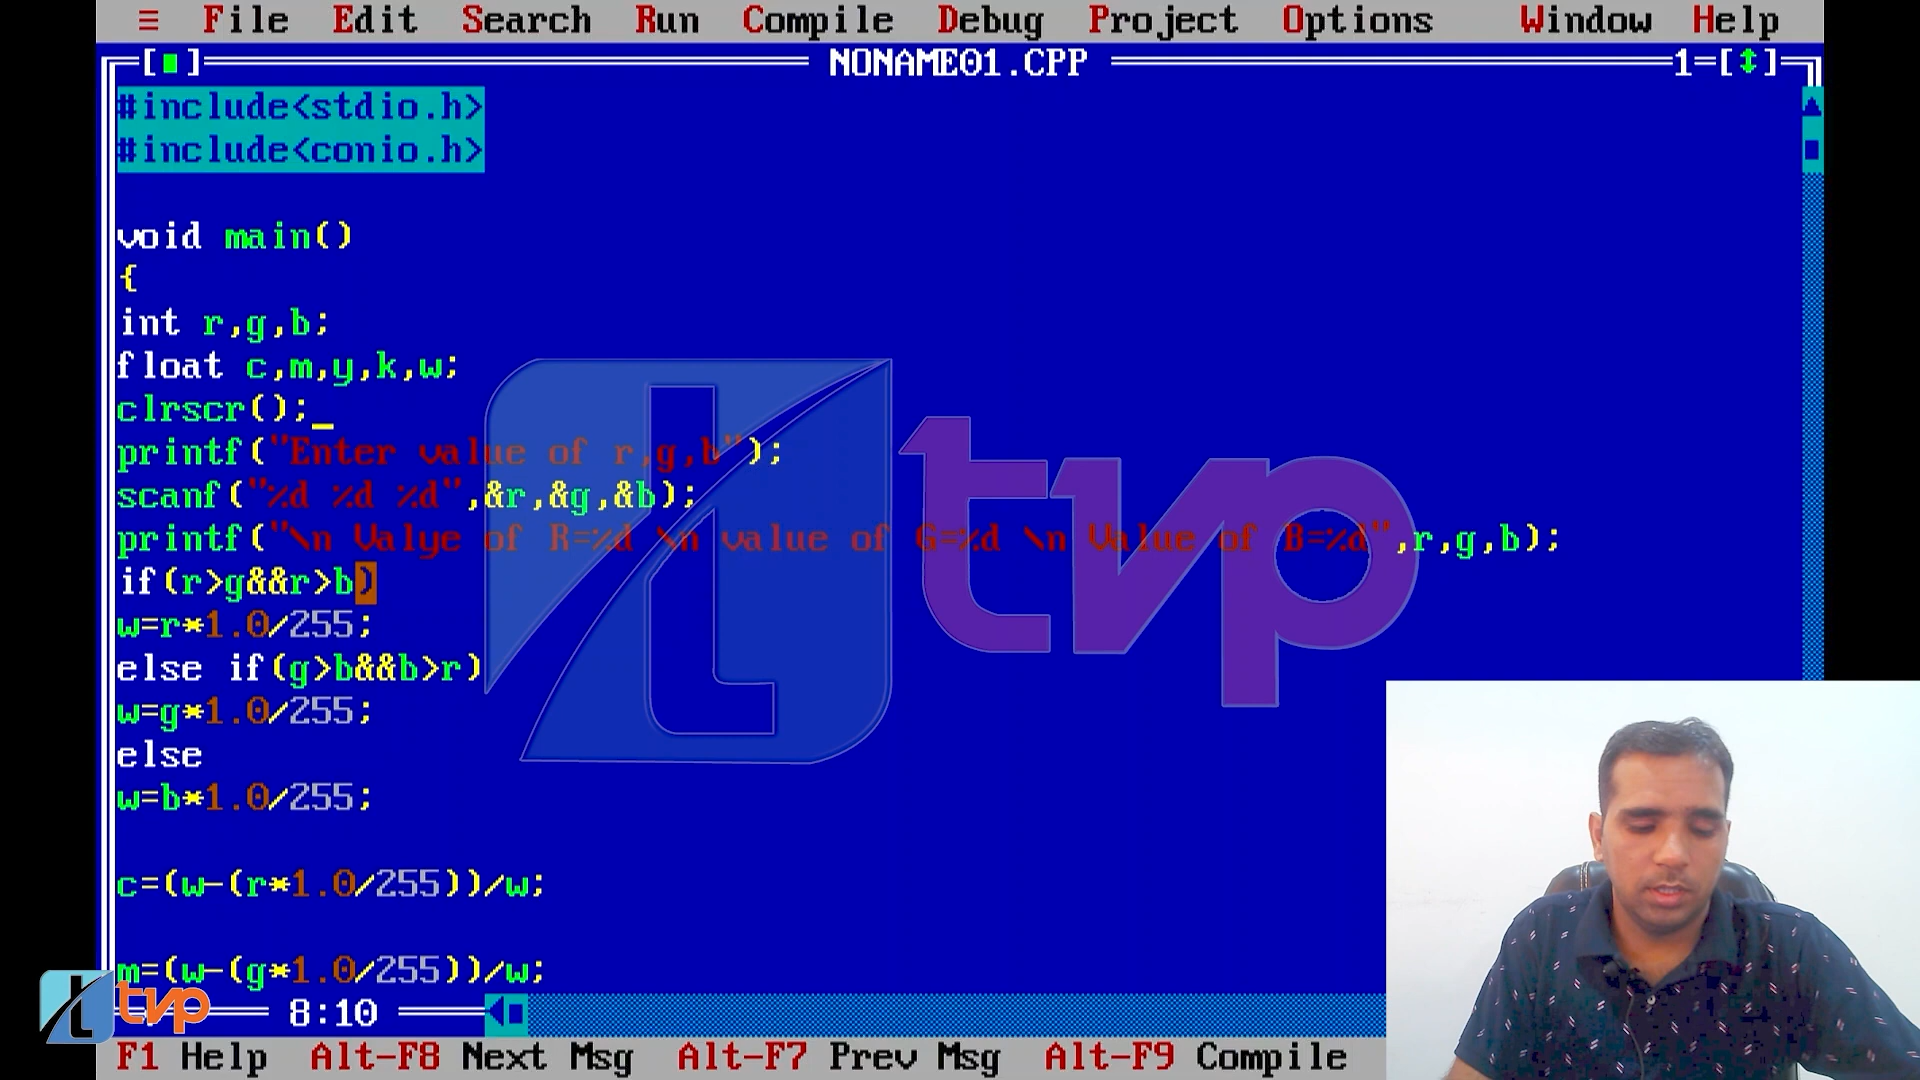 ≡ File Edit Search Run Compile Debug Project Options Window Help
[■] NONAME01.CPP 1=[↕]
#include<stdio.h>
#include<conio.h>
void main()
{
int r,g,b;
float c,m,y,k,w;
clrscr();
printf("Enter value of r,g,b");
scanf("%d %d %d",&r,&g,&b);
printf("\n Valye of R=%d \n value of G=%d \n Value of B=%d",r,g,b);
if(r>g&&r>b)
w=r*1.0/255;
else if(g>b&&b>r)
w=g*1.0/255;
else
w=b*1.0/255;
c=(w-(r*1.0/255))/w;
m=(w-(g*1.0/255))/w;
8:10
F1 Help Alt-F8 Next Msg Alt-F7 Prev Msg Alt-F9 Compile
t tvp
t tvp